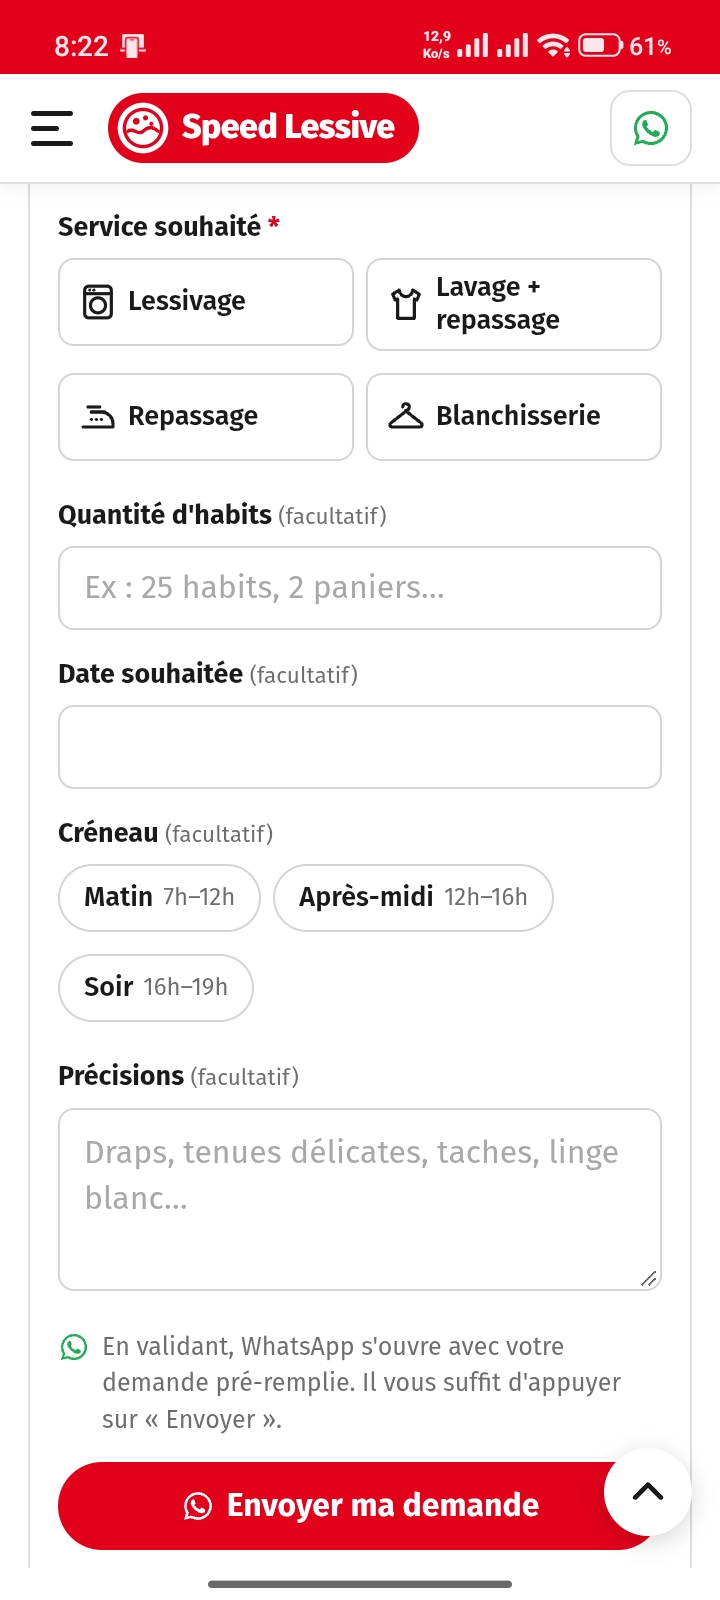 8:22
12,9
Ko/s
61%
Speed Lessive
Service souhaité *
Lessivage
Lavage +
repassage
Repassage
Blanchisserie
Quantité d'habits (facultatif)
Ex : 25 habits, 2 paniers...
Date souhaitée (facultatif)
Créneau (facultatif)
Matin 7h–12h
Après-midi 12h–16h
Soir 16h–19h
Précisions (facultatif)
Draps, tenues délicates, taches, linge
blanc...
En validant, WhatsApp s'ouvre avec votre
demande pré-remplie. Il vous suffit d'appuyer
sur « Envoyer ».
Envoyer ma demande